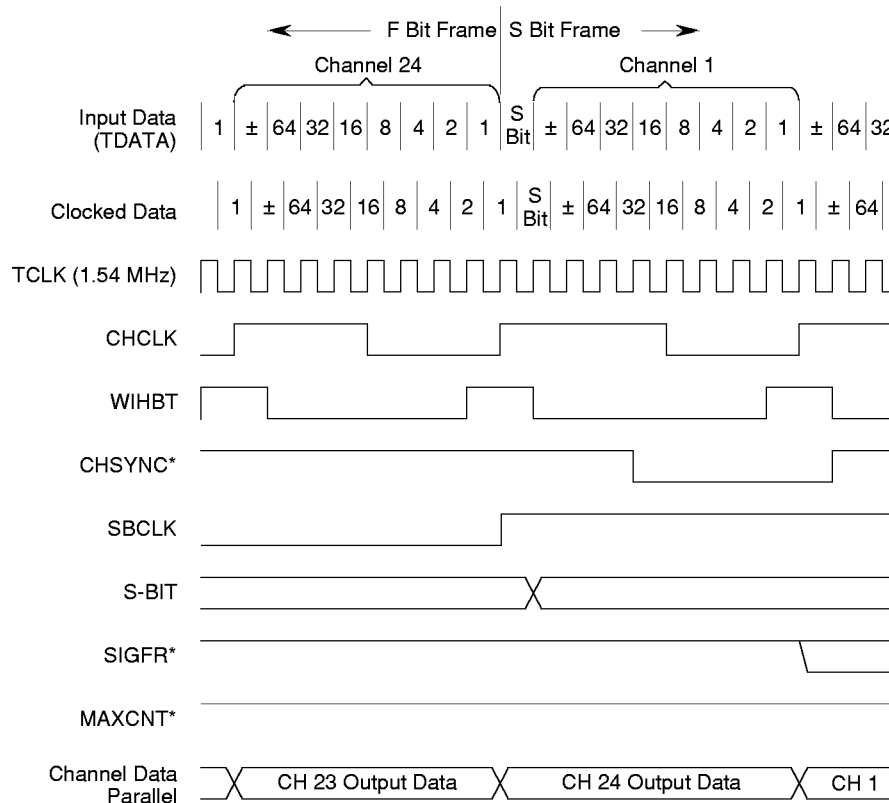 F Bit Frame S Bit Frame
Channel 24 Channel 1
Input Data (TDATA) 1 ± 64 32 16 8 4 2 1 S Bit ± 64 32 16 8 4 2 1 ± 64 32
Clocked Data 1 ± 64 32 16 8 4 2 1 S Bit ± 64 32 16 8 4 2 1 ± 64
TCLK (1.54 MHz)
CHCLK
WIHBT
CHSYNC*
SBCLK
S-BIT
SIGFR*
MAXCNT*
Channel Data Parallel CH 23 Output Data CH 24 Output Data CH 1